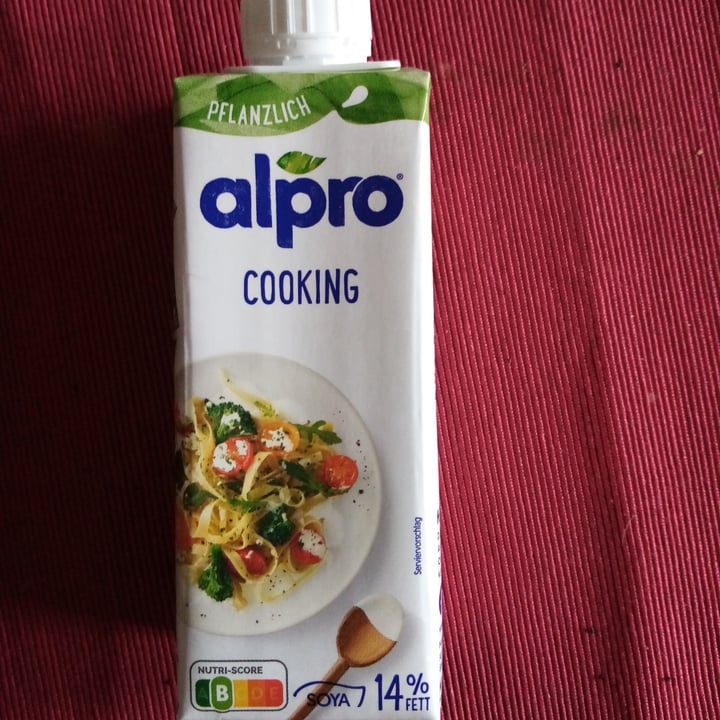 PFLANZLICH
alpro®
COOKING
Serviervorschlag
NUTRI-SCORE
A B C D E
SOYA
14% FETT